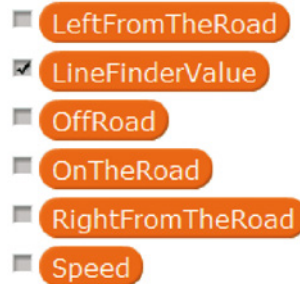 LeftFromTheRoad
LineFinderValue
OffRoad
OnTheRoad
RightFromTheRoad
Speed